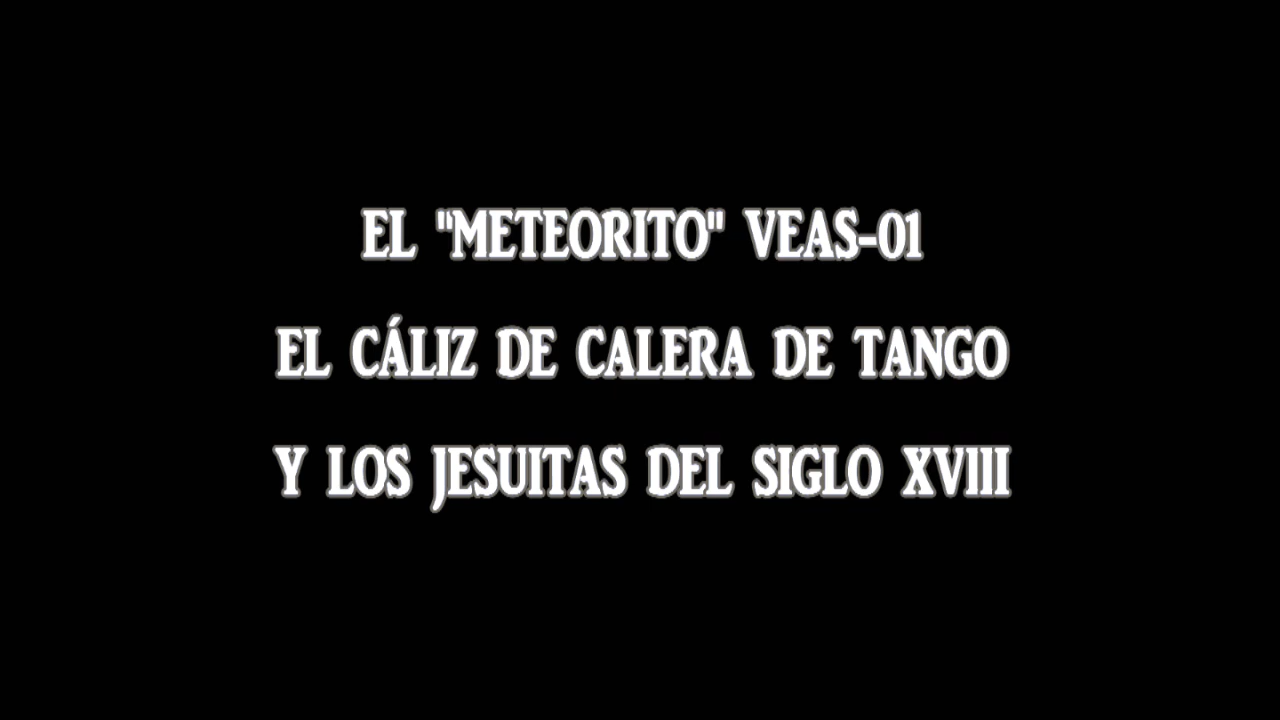 EL "METEORITO" VEAS-01
EL CÁLIZ DE CALERA DE TANGO
Y LOS JESUITAS DEL SIGLO XVIII